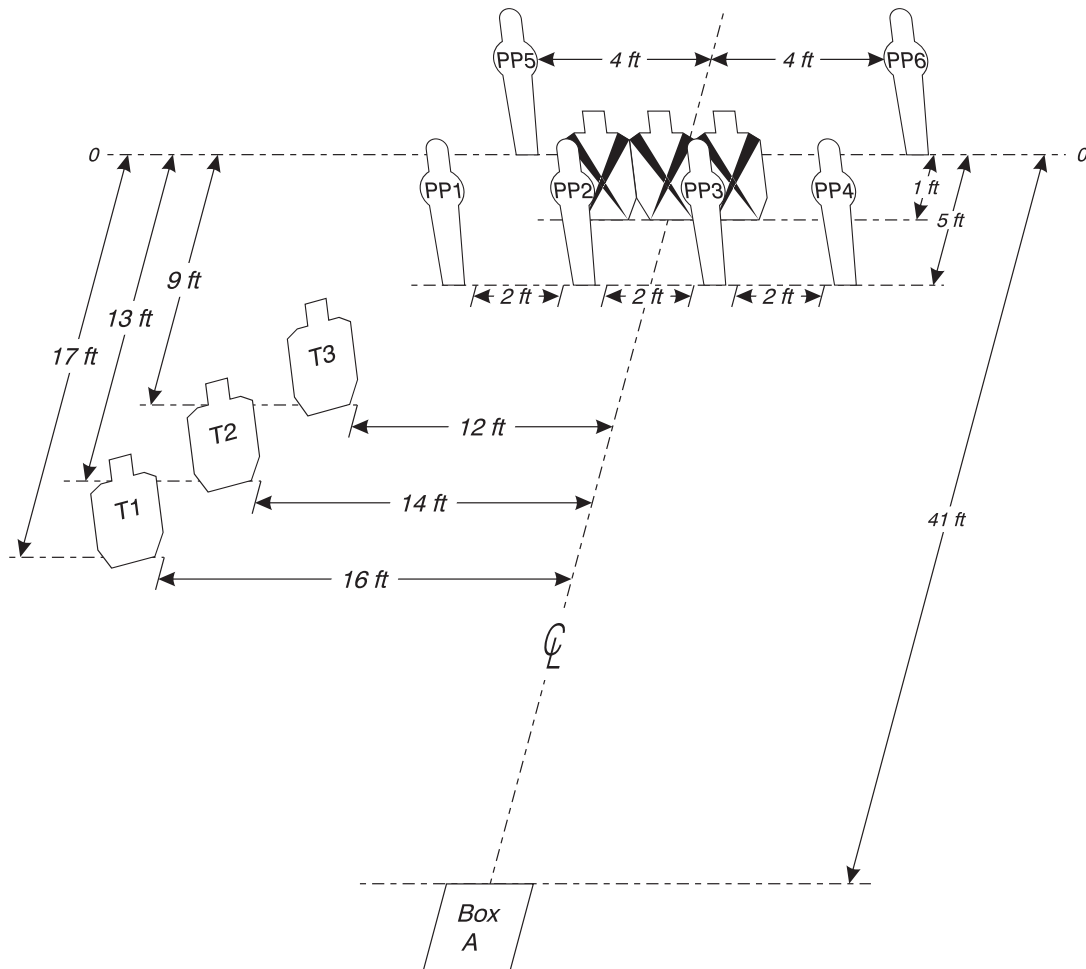 PP5
4 ft
4 ft
PP6
0
0
PP1
PP2
PP3
PP4
1 ft
5 ft
9 ft
2 ft
2 ft
2 ft
13 ft
17 ft
T3
12 ft
T2
14 ft
T1
41 ft
16 ft
℄
Box
A